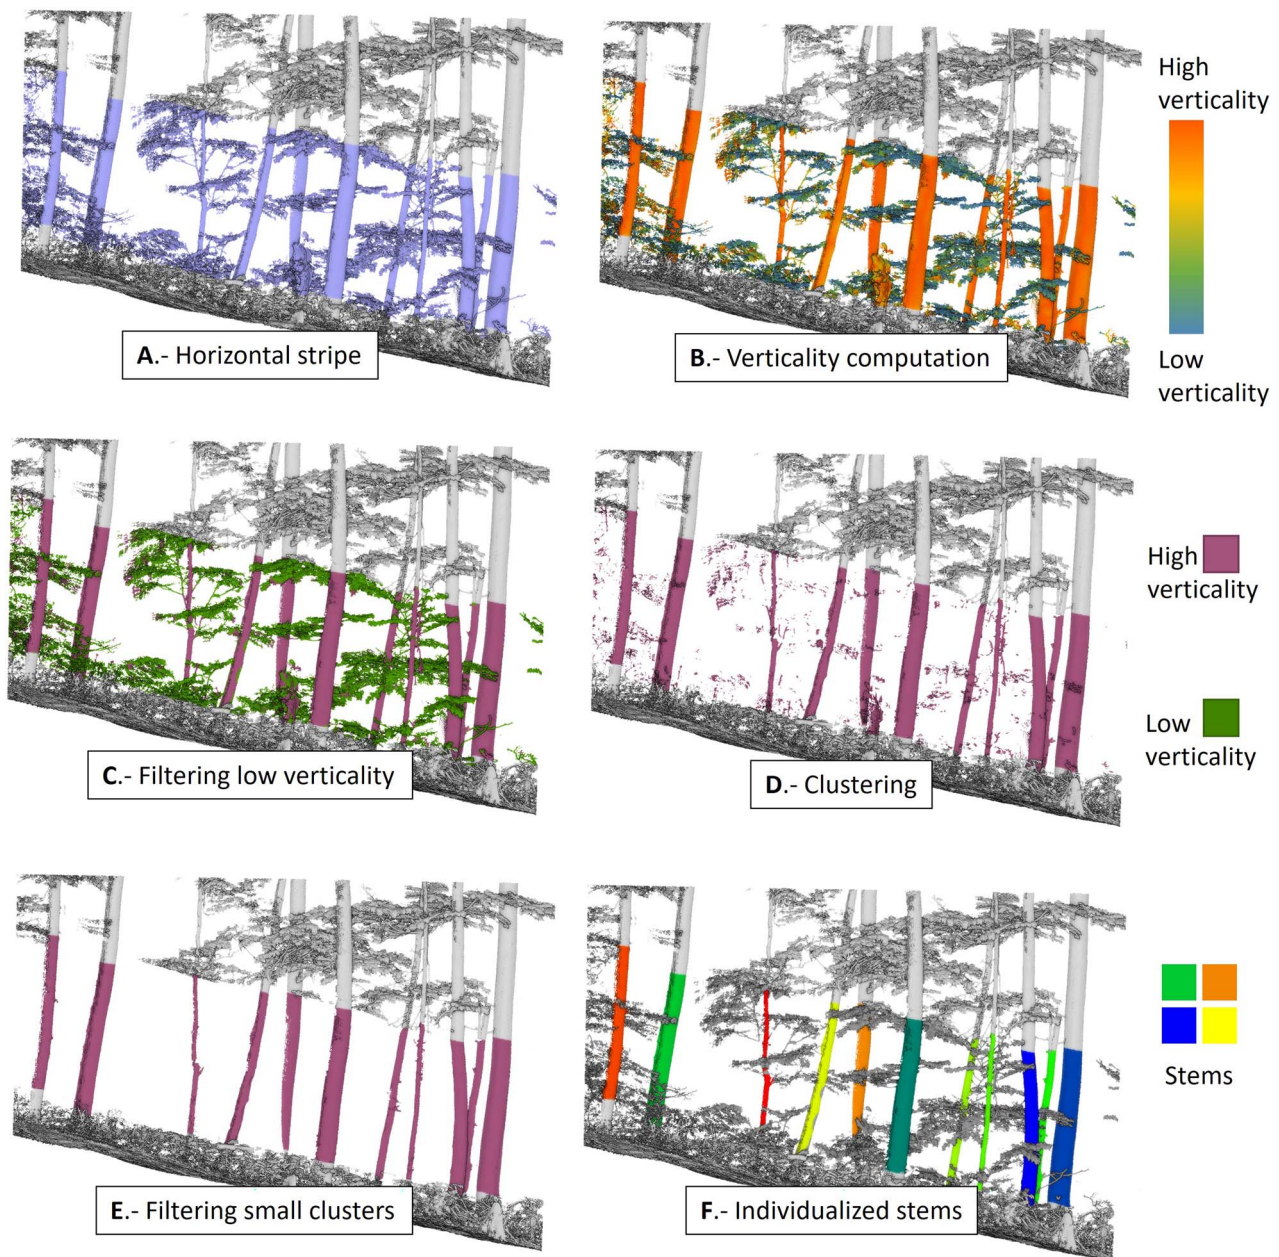 High
verticality
Low
verticality
A.- Horizontal stripe
B.- Verticality computation
High
verticality
Low
verticality
C.- Filtering low verticality
D.- Clustering
Stems
E.- Filtering small clusters
F.- Individualized stems